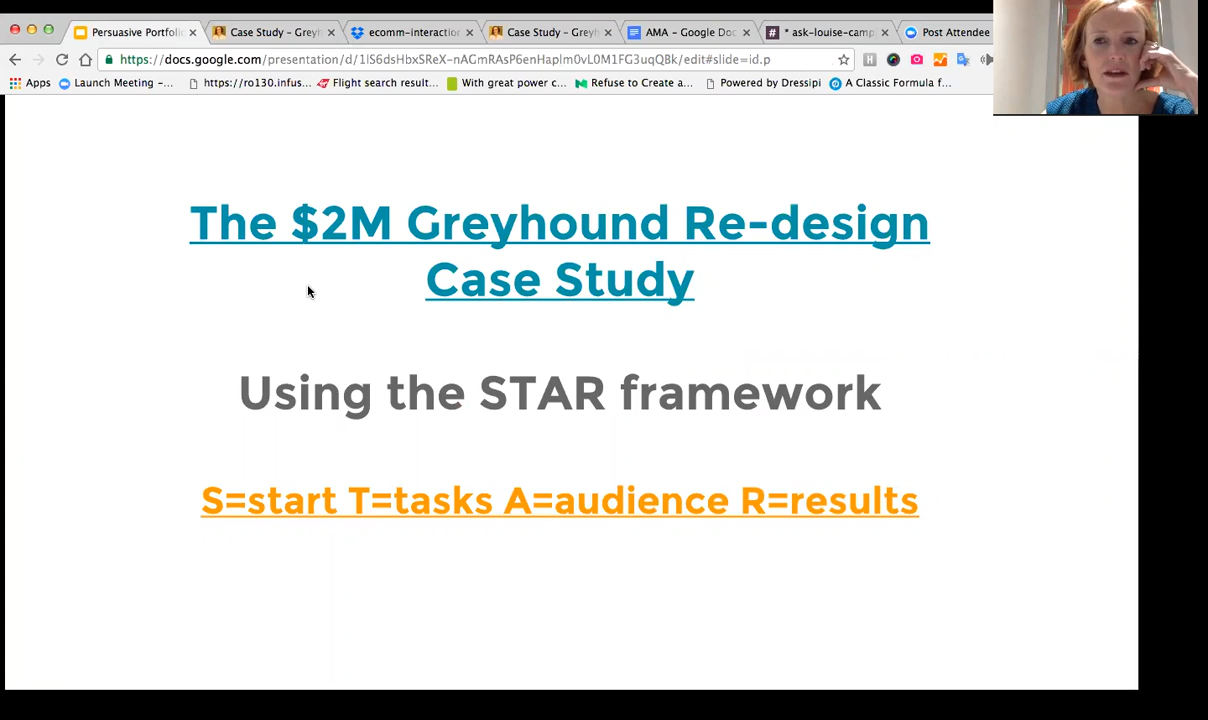 Persuasive Portfoli
Case Study - Greyh
ecomm-interaction
Case Study - Greyh
AMA - Google Doc
* ask-louise-camp
Post Attendee
https://docs.google.com/presentation/d/1IS6dsHbxSReX-nAGmRAsP6enHapIm0vL0M1FG3uqQBk/edit#slide=id.p
Apps
Launch Meeting -...
https://ro130.infus...
Flight search result...
With great power c...
Refuse to Create a...
Powered by Dressipi
A Classic Formula f...
The $2M Greyhound Re-design
Case Study
Using the STAR framework
S=start T=tasks A=audience R=results